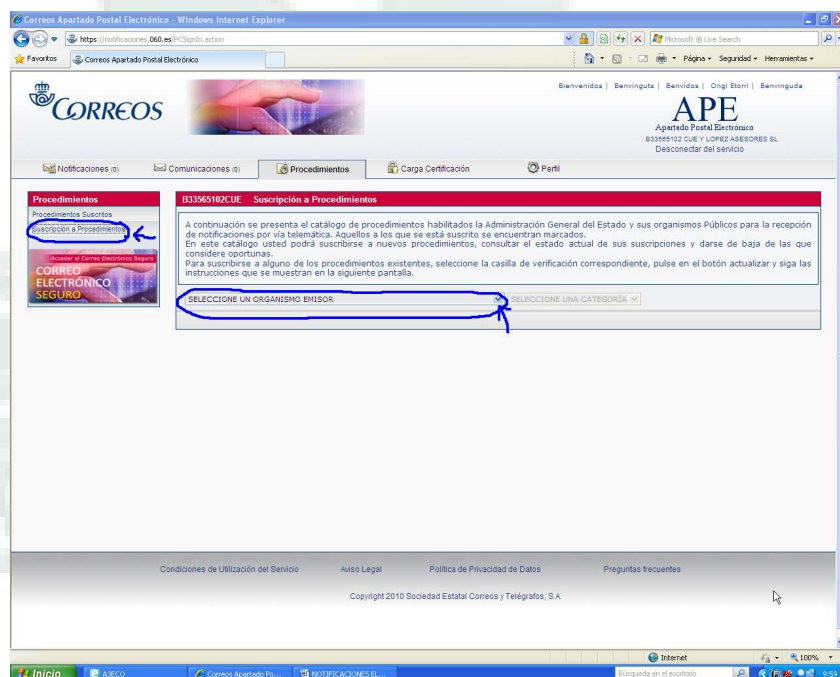 Correos Apartado Postal Electrónico - Windows Internet Explorer
https://notificaciones.060.es/PCSignIn.action
Microsoft (R) Live Search
Favoritos
Correos Apartado Postal Electrónico
Página
Seguridad
Herramientas
CORREOS
Bienvenidos | Benvinguts | Benvidos | Ongi Etorri | Benvinguda
APE
Apartado Postal Electrónico
B33565102 CUE Y LOPEZ ASESORES SL
Desconectar del servicio
Notificaciones (0)
Comunicaciones (0)
Procedimientos
Carga Certificación
Perfil
Procedimientos
Procedimientos Suscritos
Suscripción a Procedimientos
Acceder al Correo Electrónico Seguro
CORREO
ELECTRÓNICO
SEGURO
B33565102CUE Suscripción a Procedimientos
A continuación se presenta el catálogo de procedimientos habilitados la Administración General del Estado y sus organismos Públicos para la recepción
de notificaciones por vía telemática. Aquellos a los que se está suscrito se encuentran marcados.
En este catálogo usted podrá suscribirse a nuevos procedimientos, consultar el estado actual de sus suscripciones y darse de baja de las que
considere oportunas.
Para suscribirse a alguno de los procedimientos existentes, seleccione la casilla de verificación correspondiente, pulse en el botón actualizar y siga las
instrucciones que se muestran en la siguiente pantalla.
SELECCIONE UN ORGANISMO EMISOR
SELECCIONE UNA CATEGORÍA
Condiciones de Utilización del Servicio
Aviso Legal
Política de Privacidad de Datos
Preguntas frecuentes
Copyright 2010 Sociedad Estatal Correos y Telégrafos, S.A.
Internet
100%
Inicio
A3ECO
Correos Apartado Po...
NOTIFICACIONES EL...
Búsqueda en el escritorio
9:59